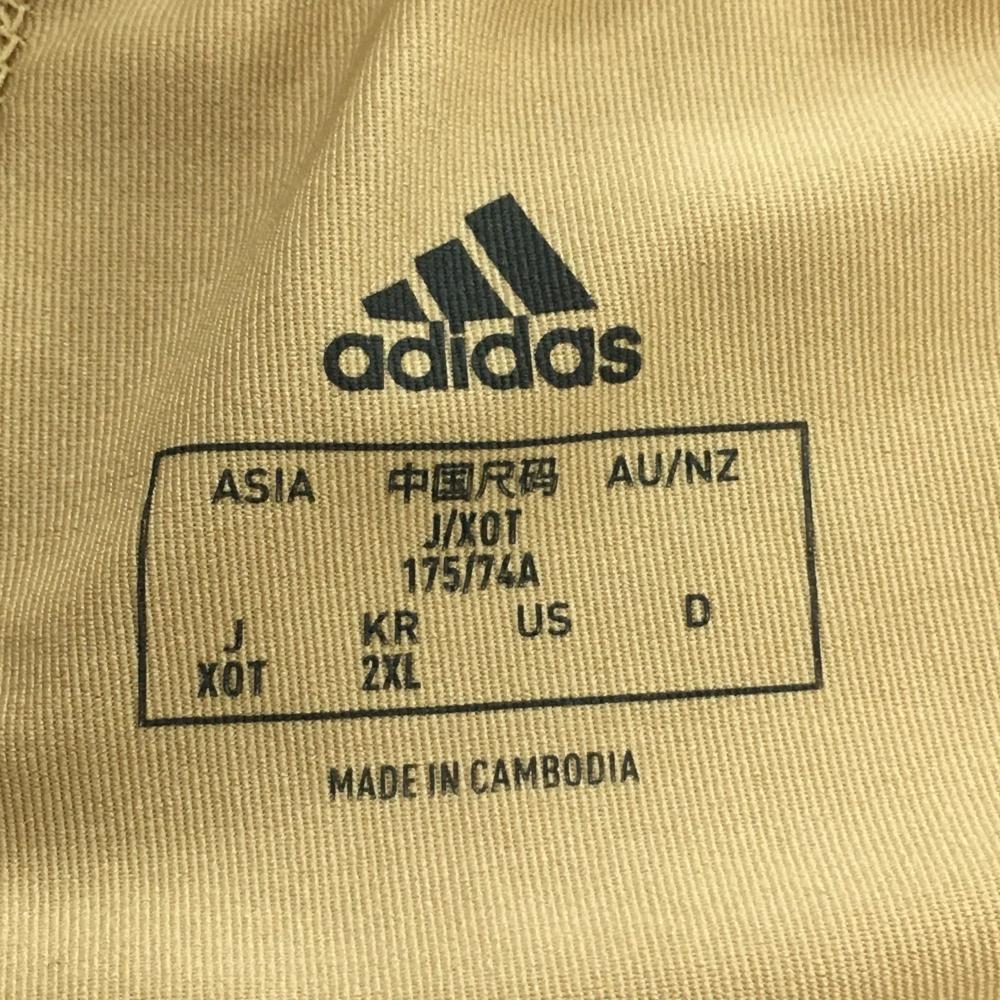 adidas
ASIA 中国尺码 AU/NZ
J/XOT
175/74A
J KR US D
XOT 2XL
MADE IN CAMBODIA